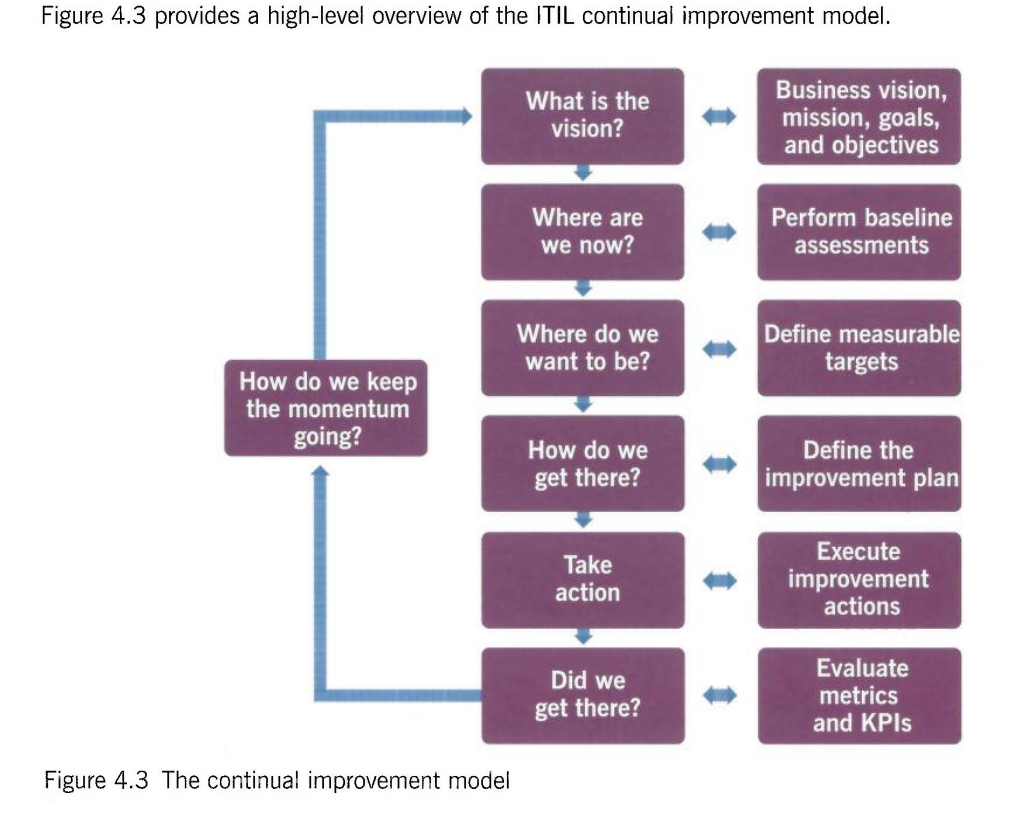 Figure 4.3 provides a high-level overview of the ITIL continual improvement model.
What is the
vision?
Business vision,
mission, goals,
and objectives
Where are
we now?
Perform baseline
assessments
Where do we
want to be?
Define measurable
targets
How do we keep
the momentum
going?
How do we
get there?
Define the
improvement plan
Take
action
Execute
improvement
actions
Did we
get there?
Evaluate
metrics
and KPIs
Figure 4.3 The continual improvement model